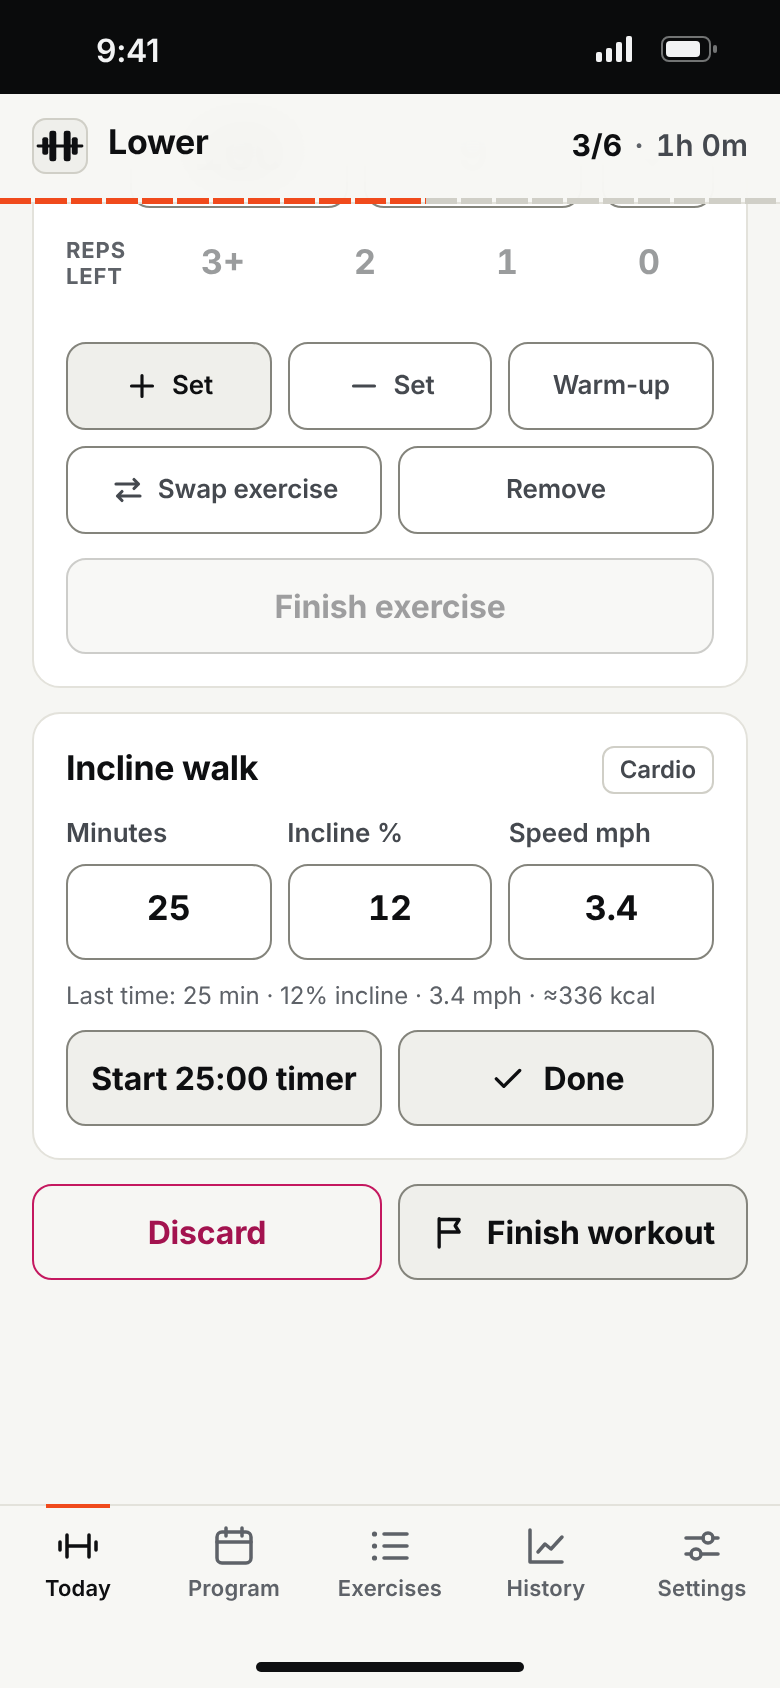 9:41
Lower
3/6 · 1h 0m
REPS LEFT 3+ 2 1 0
Set
Set
Warm-up
Swap exercise
Remove
Finish exercise
Incline walk
Cardio
Minutes Incline % Speed mph
25 12 3.4
Last time: 25 min · 12% incline · 3.4 mph · ≈336 kcal
Start 25:00 timer
Done
Discard
Finish workout
Today Program Exercises History Settings